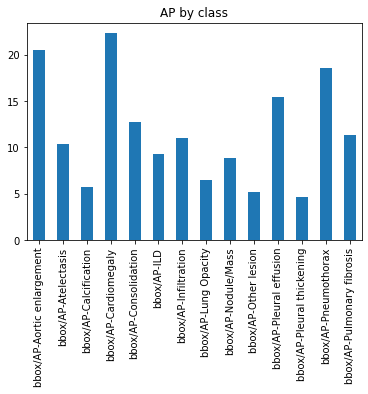 AP by class
20
15
10
5
0
bbox/AP-Aortic enlargement
bbox/AP-Atelectasis
bbox/AP-Calcification
bbox/AP-Cardiomegaly
bbox/AP-Consolidation
bbox/AP-ILD
bbox/AP-Infiltration
bbox/AP-Lung Opacity
bbox/AP-Nodule/Mass
bbox/AP-Other lesion
bbox/AP-Pleural effusion
bbox/AP-Pleural thickening
bbox/AP-Pneumothorax
bbox/AP-Pulmonary fibrosis